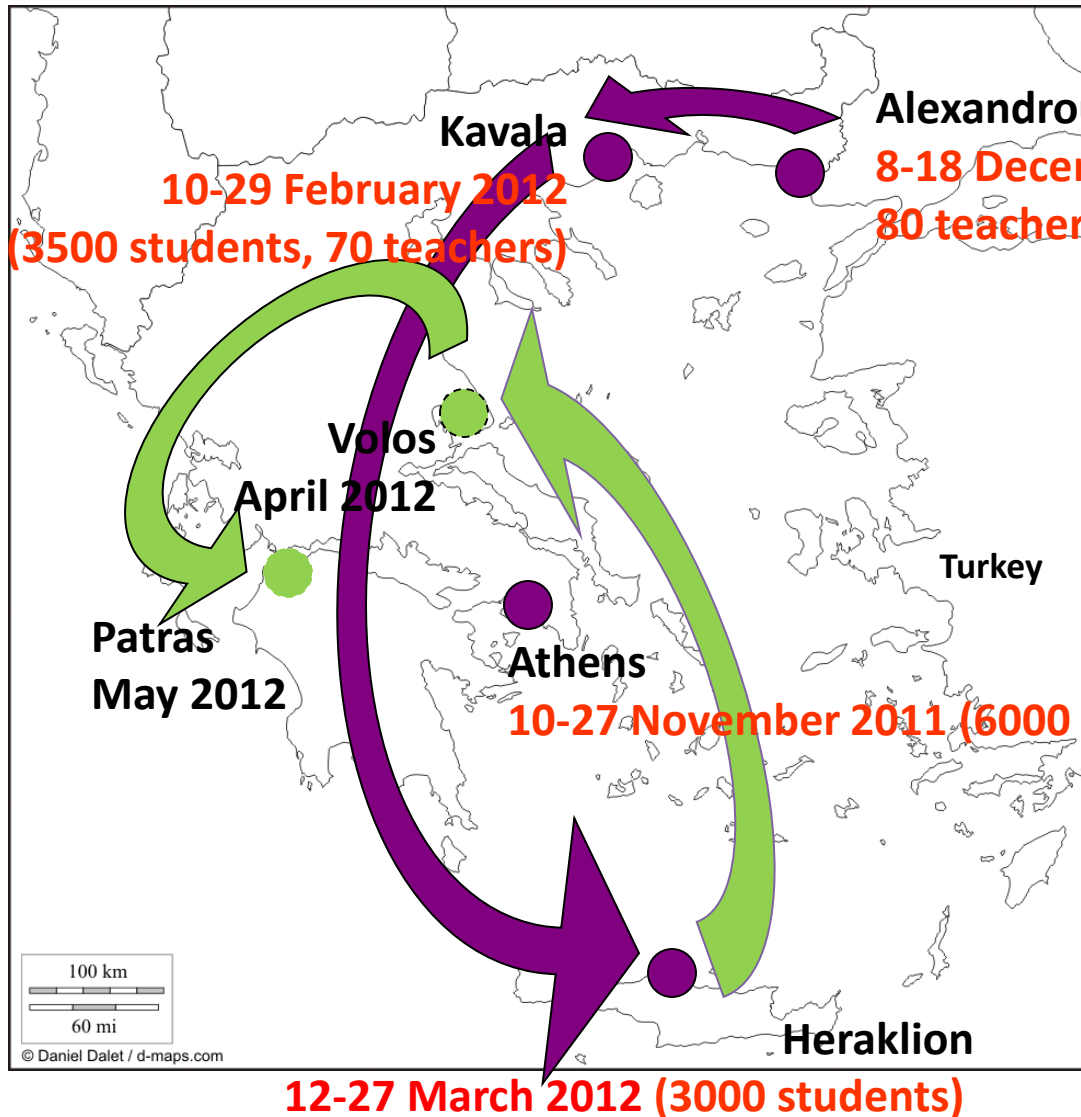 Kavala
10-29 February 2012
(3500 students, 70 teachers)
Alexandro
8-18 Decem
80 teacher
Volos
April 2012
Turkey
Patras
May 2012
Athens
10-27 November 2011 (6000
100 km
60 mi
© Daniel Dalet / d-maps.com
Heraklion
12-27 March 2012 (3000 students)